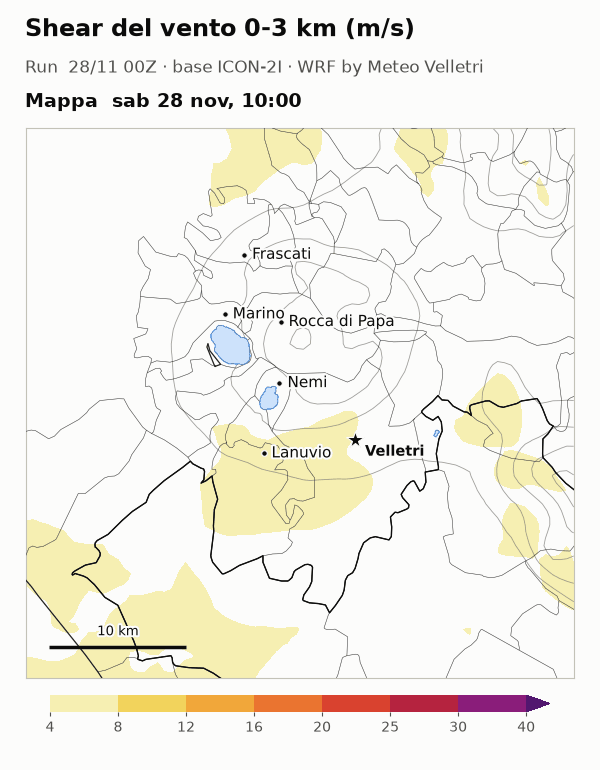 Shear del vento 0-3 km (m/s)
Run  28/11 00Z · base ICON-2I · WRF by Meteo Velletri
Mappa  sab 28 nov, 10:00
Frascati
Marino
Rocca di Papa
Nemi
Velletri
Lanuvio
10 km
4 8 12 16 20 25 30 40